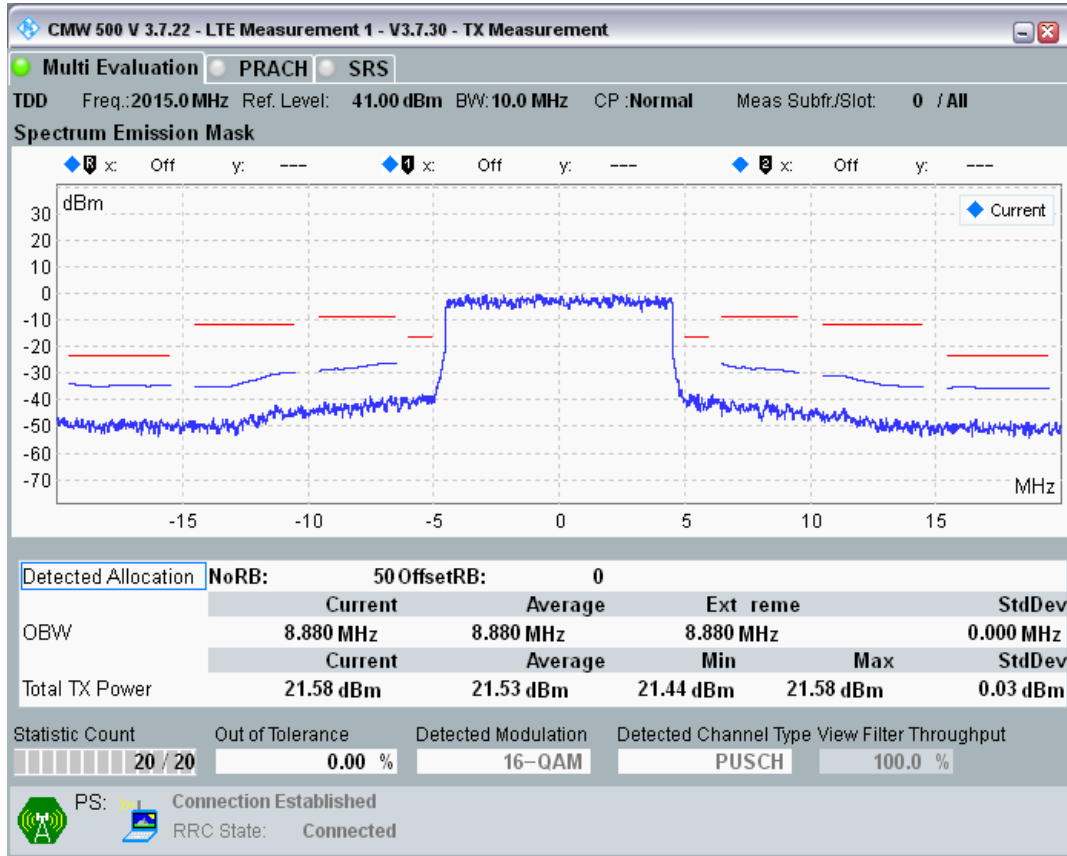 CMW 500 V 3.7.22 - LTE Measurement 1 - V3.7.30 - TX Measurement
Multi Evaluation PRACH SRS
TDD Freq.:2015.0 MHz Ref. Level: 41.00 dBm BW:10.0 MHz CP :Normal Meas Subfr./Slot: 0 / All
Spectrum Emission Mask
R x: Off y: --- 1 x: Off y: --- 2 x: Off y: ---
dBm
Current
30
20
10
0
-10
-20
-30
-40
-50
-60
-70
MHz
-15 -10 -5 0 5 10 15
Detected Allocation NoRB: 50 OffsetRB: 0
Current Average Ext reme StdDev
OBW 8.880 MHz 8.880 MHz 8.880 MHz 0.000 MHz
Current Average Min Max StdDev
Total TX Power 21.58 dBm 21.53 dBm 21.44 dBm 21.58 dBm 0.03 dBm
Statistic Count Out of Tolerance Detected Modulation Detected Channel Type View Filter Throughput
20 / 20 0.00 % 16-QAM PUSCH 100.0 %
PS: Connection Established
RRC State: Connected